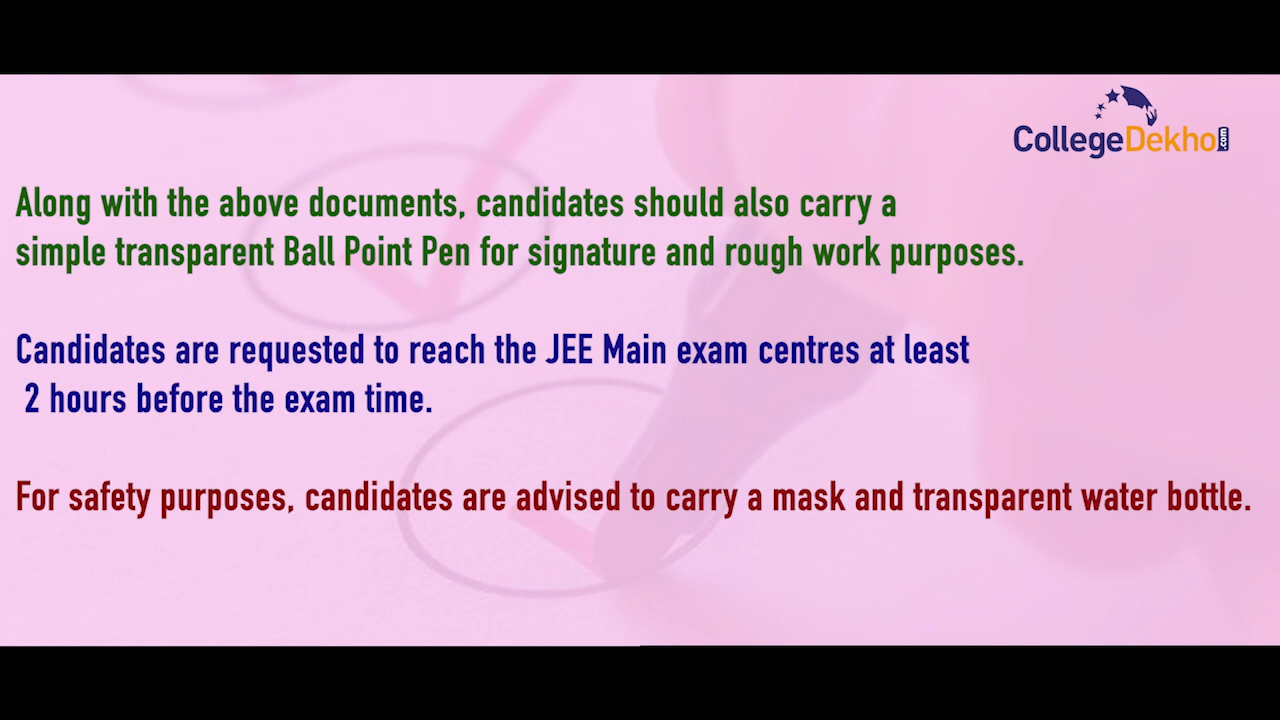 CollegeDekho.com
Along with the above documents, candidates should also carry a
simple transparent Ball Point Pen for signature and rough work purposes.
Candidates are requested to reach the JEE Main exam centres at least
2 hours before the exam time.
For safety purposes, candidates are advised to carry a mask and transparent water bottle.